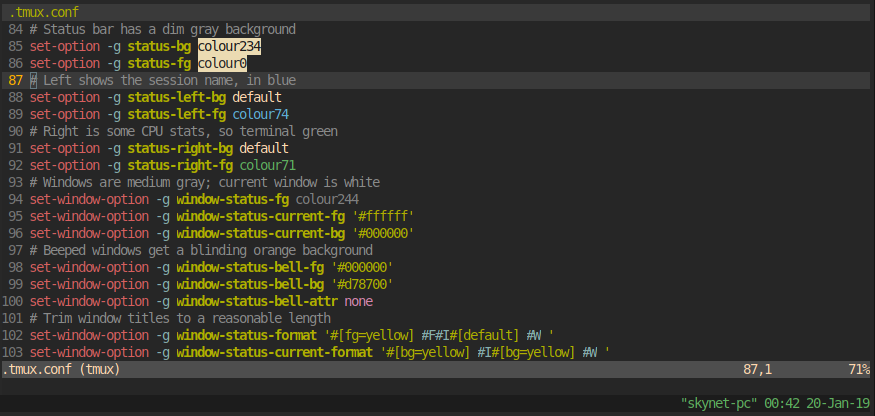 .tmux.conf
84 # Status bar has a dim gray background
85 set-option -g status-bg colour234
86 set-option -g status-fg colour0
87 # Left shows the session name, in blue
88 set-option -g status-left-bg default
89 set-option -g status-left-fg colour74
90 # Right is some CPU stats, so terminal green
91 set-option -g status-right-bg default
92 set-option -g status-right-fg colour71
93 # Windows are medium gray; current window is white
94 set-window-option -g window-status-fg colour244
95 set-window-option -g window-status-current-fg '#ffffff'
96 set-window-option -g window-status-current-bg '#000000'
97 # Beeped windows get a blinding orange background
98 set-window-option -g window-status-bell-fg '#000000'
99 set-window-option -g window-status-bell-bg '#d78700'
100 set-window-option -g window-status-bell-attr none
101 # Trim window titles to a reasonable length
102 set-window-option -g window-status-format '#[fg=yellow] #F#I#[default] #W '
103 set-window-option -g window-status-current-format '#[bg=yellow] #I#[bg=yellow] #W '
.tmux.conf (tmux) 87,1 71%
"skynet-pc" 00:42 20-Jan-19